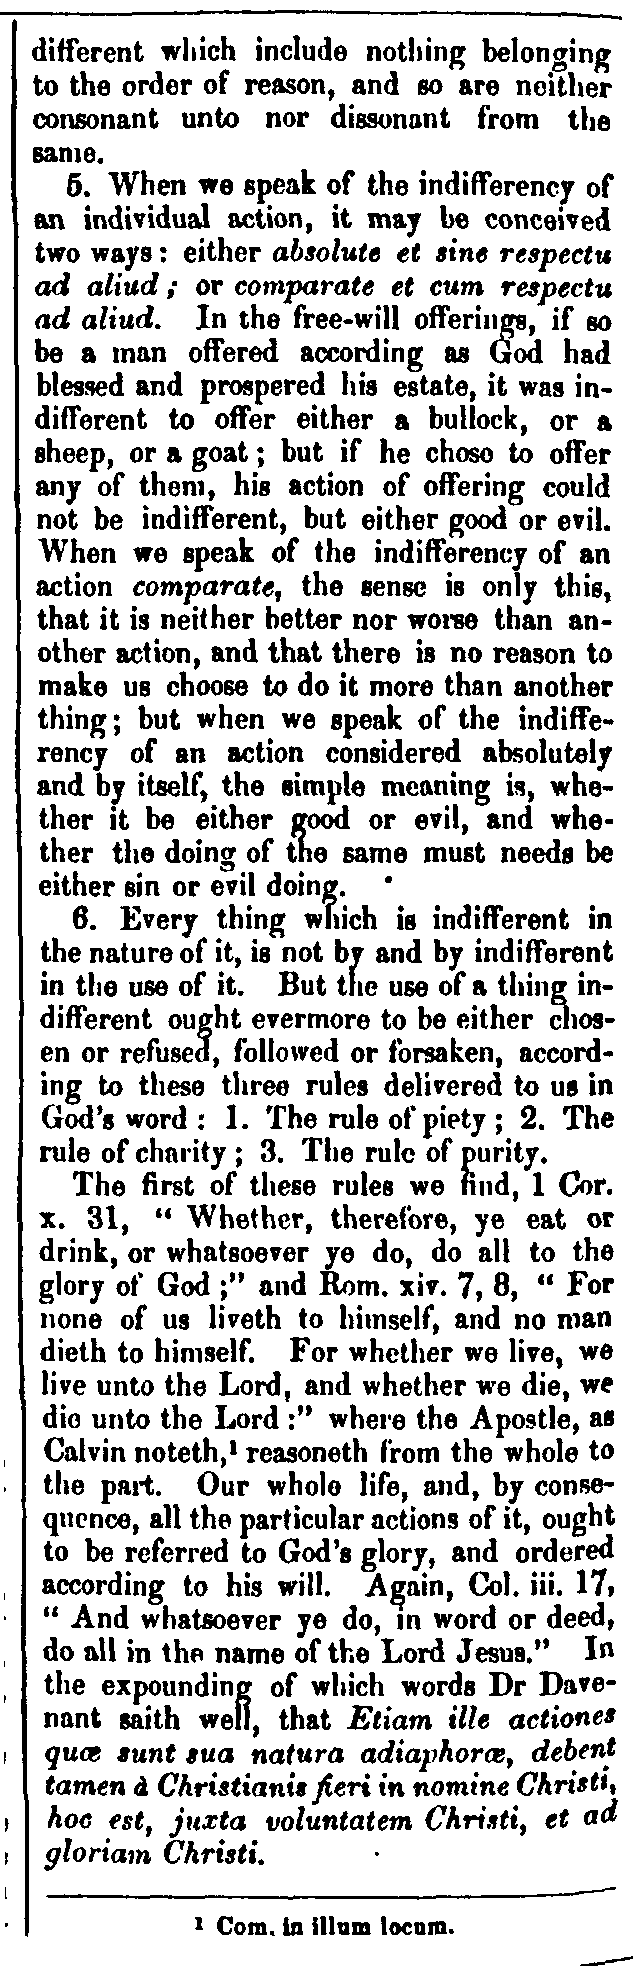 different which include nothing belonging
to the order of reason, and so are neither
consonant unto nor dissonant from the
same.
5. When we speak of the indifferency of
an individual action, it may be conceived
two ways: either absolute et sine respectu
ad aliud; or comparate et cum respectu
ad aliud. In the free-will offerings, if so
be a man offered according as God had
blessed and prospered his estate, it was in-
different to offer either a bullock, or a
sheep, or a goat; but if he chose to offer
any of them, his action of offering could
not be indifferent, but either good or evil.
When we speak of the indifferency of an
action comparate, the sense is only this,
that it is neither better nor worse than an-
other action, and that there is no reason to
make us choose to do it more than another
thing; but when we speak of the indiffe-
rency of an action considered absolutely
and by itself, the simple meaning is, whe-
ther it be either good or evil, and whe-
ther the doing of the same must needs be
either sin or evil doing.
6. Every thing which is indifferent in
the nature of it, is not by and by indifferent
in the use of it. But the use of a thing in-
different ought evermore to be either chos-
en or refused, followed or forsaken, accord-
ing to these three rules delivered to us in
God's word: 1. The rule of piety; 2. The
rule of charity; 3. The rule of purity.
The first of these rules we find, 1 Cor.
x. 31, "Whether, therefore, ye eat or
drink, or whatsoever ye do, do all to the
glory of God;" and Rom. xiv. 7, 8, "For
none of us liveth to himself, and no man
dieth to himself. For whether we live, we
live unto the Lord, and whether we die, we
die unto the Lord:" where the Apostle, as
Calvin noteth,¹ reasoneth from the whole to
the part. Our whole life, and, by conse-
quence, all the particular actions of it, ought
to be referred to God's glory, and ordered
according to his will. Again, Col. iii. 17,
"And whatsoever ye do, in word or deed,
do all in the name of the Lord Jesus." In
the expounding of which words Dr Dave-
nant saith well, that Etiam ille actiones
quæ sunt sua natura adiaphoræ, debent
tamen à Christianis fieri in nomine Christi,
hoc est, juxta voluntatem Christi, et ad
gloriam Christi.
¹ Com. in illum locum.